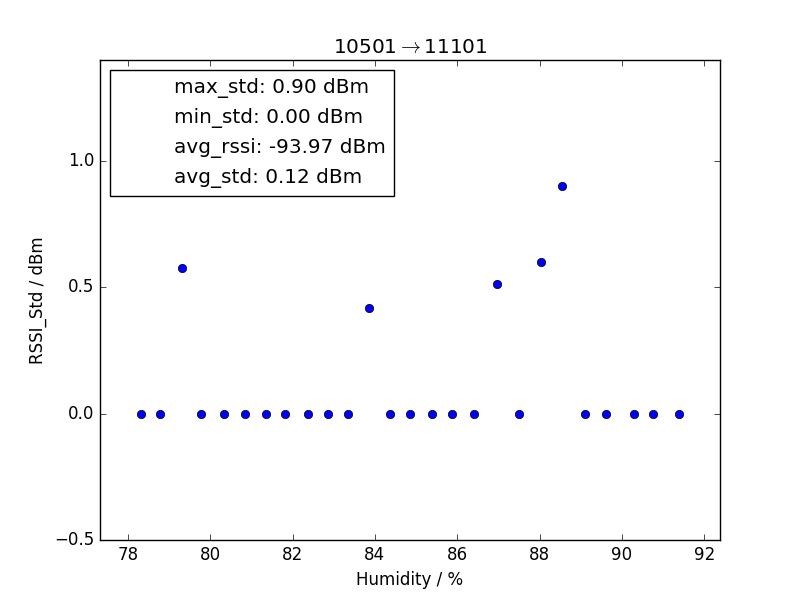 10501→11101
max_std: 0.90 dBm
min_std: 0.00 dBm
avg_rssi: -93.97 dBm
avg_std: 0.12 dBm
1.0
0.5
0.0
−0.5
RSSI_Std / dBm
78 80 82 84 86 88 90 92
Humidity / %